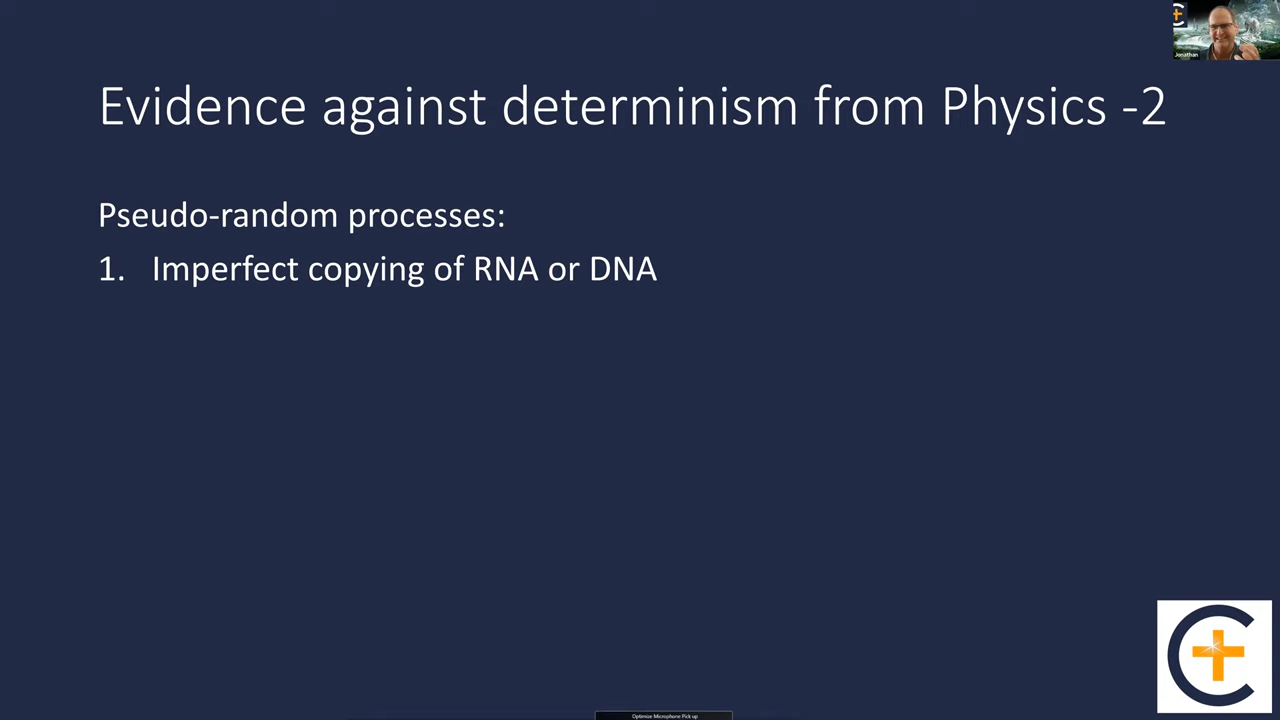 Evidence against determinism from Physics -2
Jonathan
Pseudo-random processes:
1. Imperfect copying of RNA or DNA
Optimize Microphone Pick up